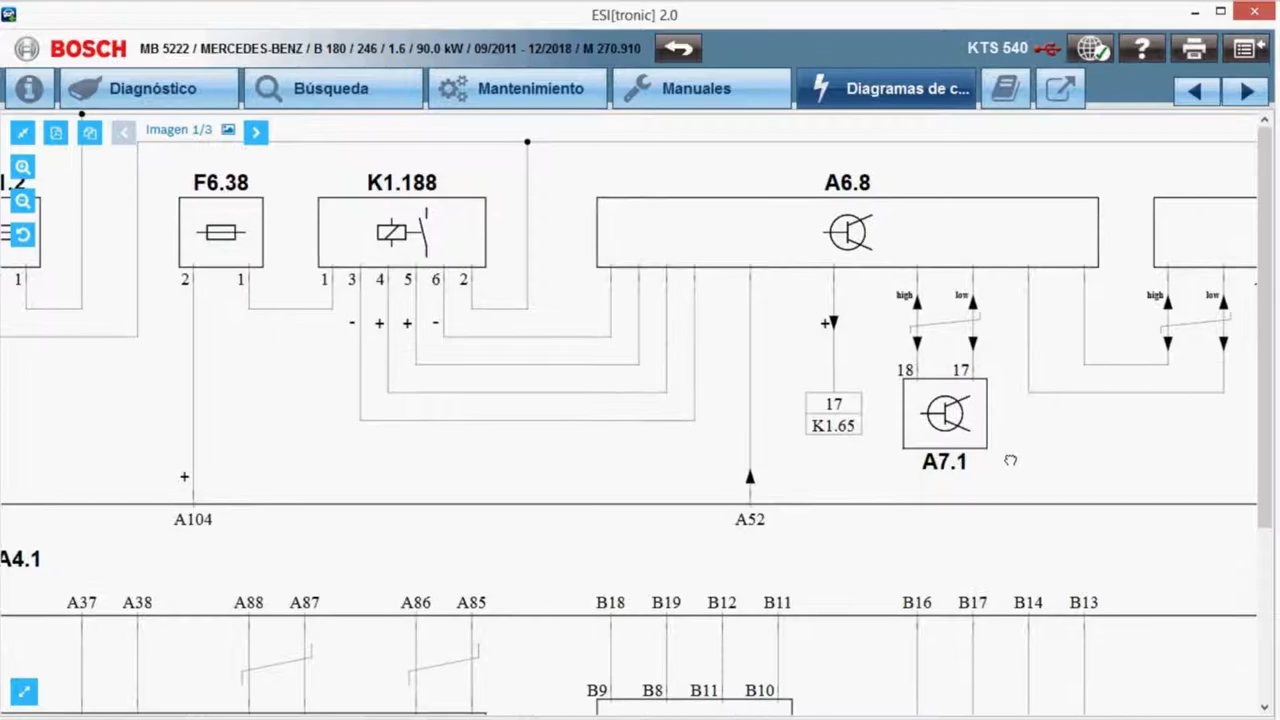 ESI[tronic] 2.0
BOSCH MB 5222 / MERCEDES-BENZ / B 180 / 246 / 1.6 / 90.0 kW / 09/2011 - 12/2018 / M 270.910 KTS 540
Diagnóstico Búsqueda Mantenimiento Manuales Diagramas de c...
Imagen 1/3
1.2 F6.38 K1.188 A6.8
1 2 1 1 3 4 5 6 2
high low high low
- + + - +
18 17
17
K1.65
A7.1
+
A104 A52
A4.1
A37 A38 A88 A87 A86 A85 B18 B19 B12 B11 B16 B17 B14 B13
B9 B8 B11 B10